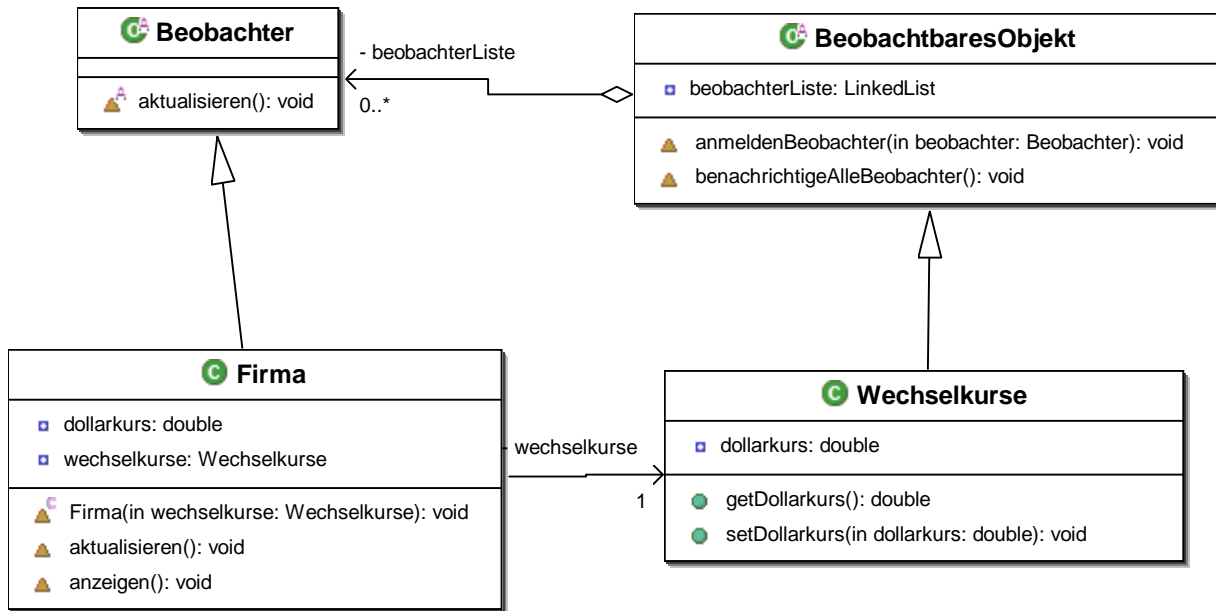 Beobachter
aktualisieren(): void
- beobachterListe
0..*
BeobachtbaresObjekt
beobachterListe: LinkedList
anmeldenBeobachter(in beobachter: Beobachter): void
benachrichtigeAlleBeobachter(): void
Firma
dollarkurs: double
wechselkurse: Wechselkurse
Firma(in wechselkurse: Wechselkurse): void
aktualisieren(): void
anzeigen(): void
- wechselkurse
1
Wechselkurse
dollarkurs: double
getDollarkurs(): double
setDollarkurs(in dollarkurs: double): void